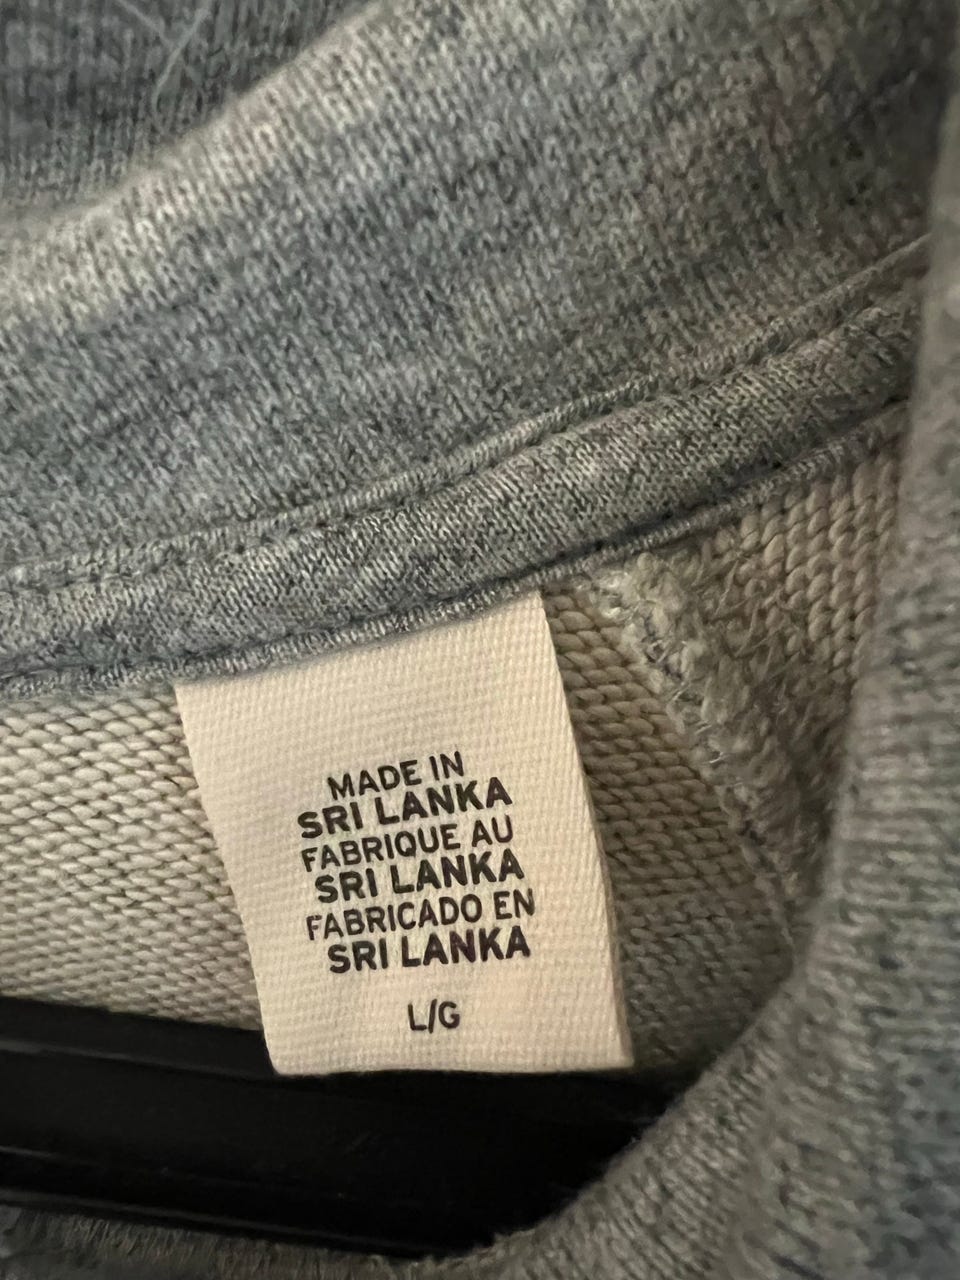 MADE IN
SRI LANKA
FABRIQUE AU
SRI LANKA
FABRICADO EN
SRI LANKA
L/G